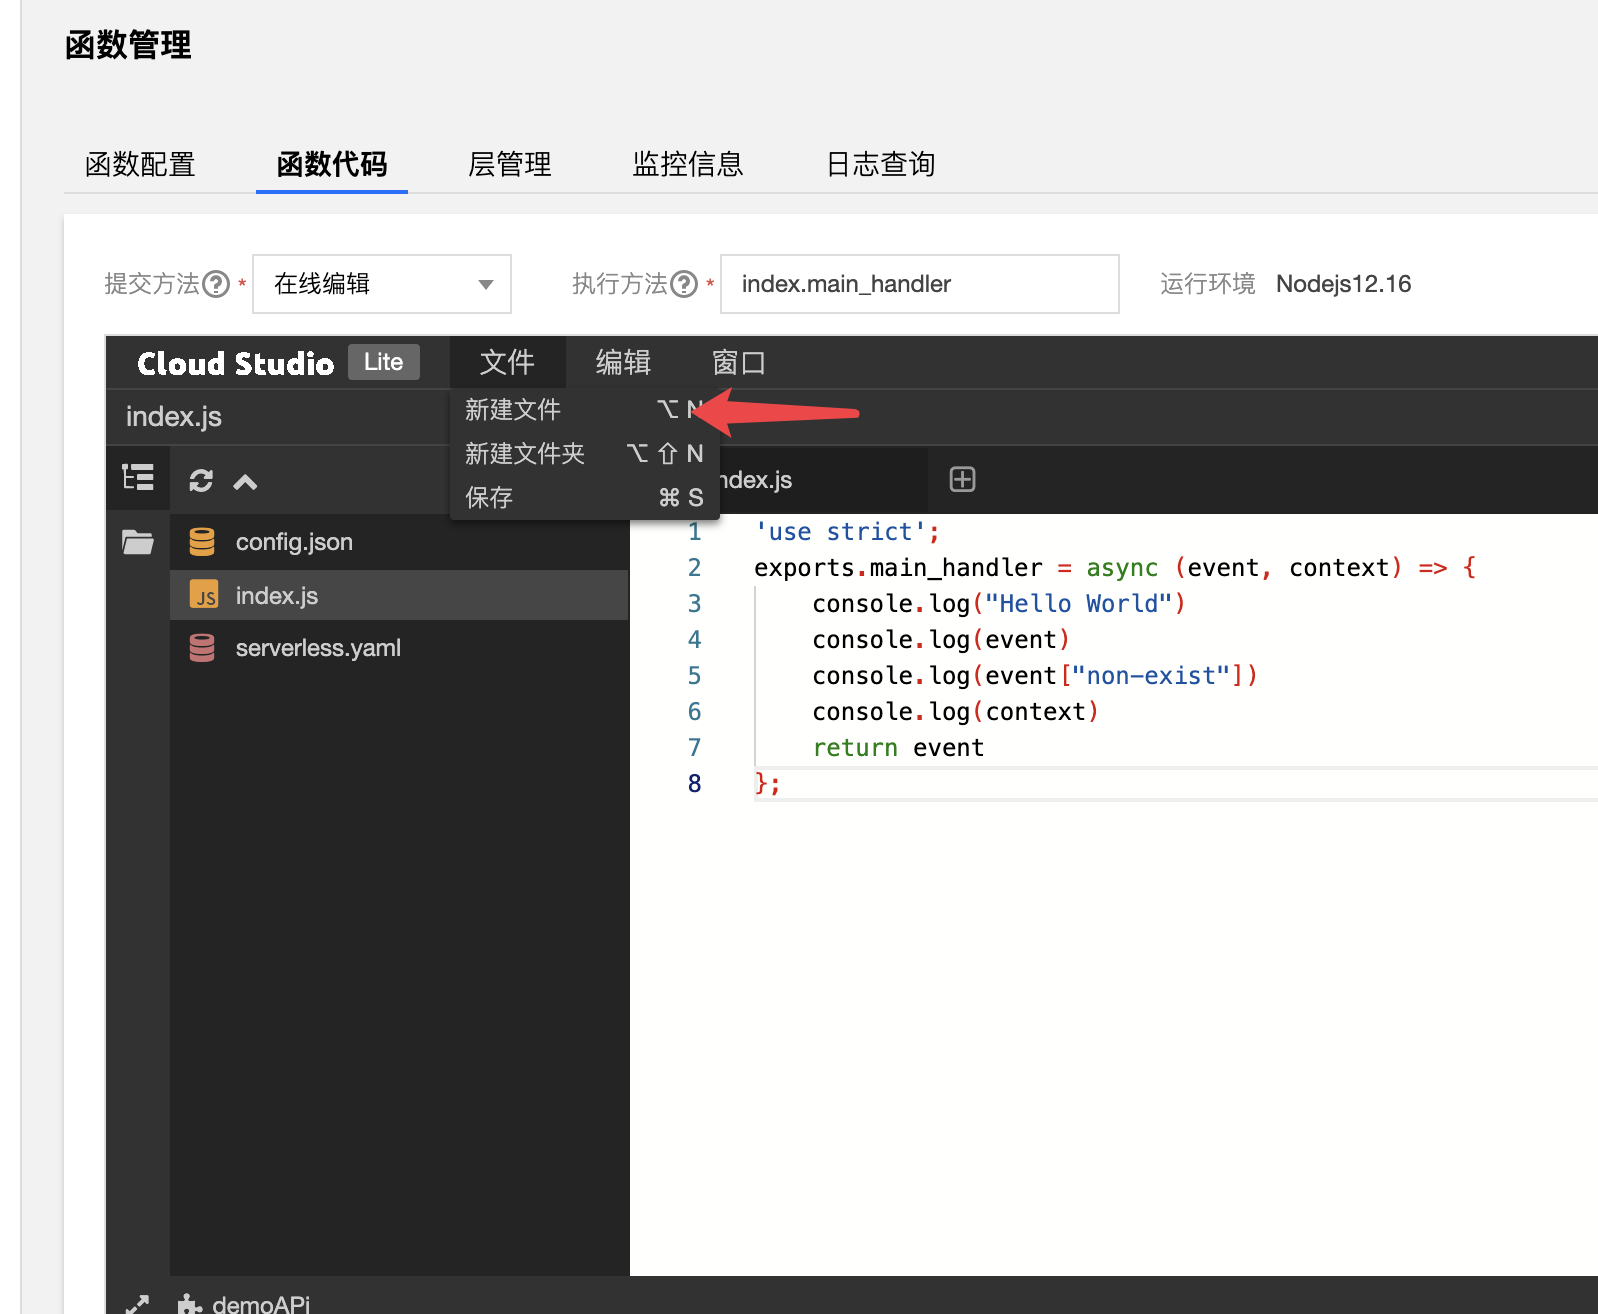 函数管理
函数配置 函数代码 层管理 监控信息 日志查询
提交方法 ? * 在线编辑 执行方法 ? * index.main_handler 运行环境 Nodejs12.16
Cloud Studio Lite 文件 编辑 窗口
index.js
新建文件 ⌥
新建文件夹 ⌥ ⇧ N
保存 ⌘ S
ndex.js
config.json
JS index.js
serverless.yaml
1 'use strict';
2 exports.main_handler = async (event, context) => {
3 console.log("Hello World")
4 console.log(event)
5 console.log(event["non-exist"])
6 console.log(context)
7 return event
8 };
demoAPi